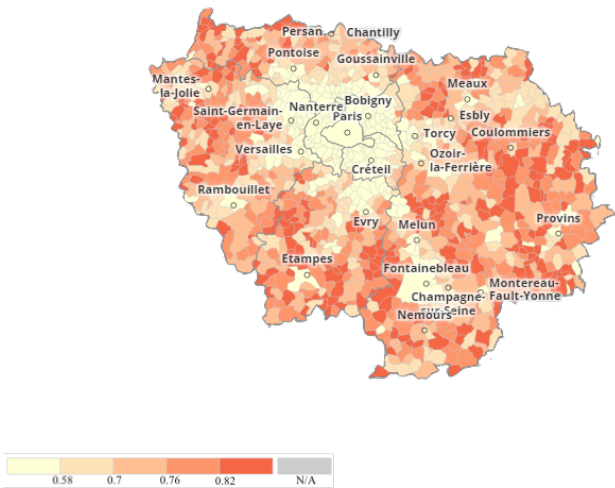 Persan
Chantilly
Pontoise
Goussainville
Mantes-
la-Jolie
Meaux
Saint-Germain-
en-Laye
Nanterre
Bobigny
Paris
Esbly
Torcy
Coulommiers
Versailles
Créteil
Ozoir-
la-Ferrière
Rambouillet
Evry
Melun
Provins
Etampes
Fontainebleau
Champagne-
sur-Seine
Montereau-
Fault-Yonne
Nemours
0.58 0.7 0.76 0.82 N/A